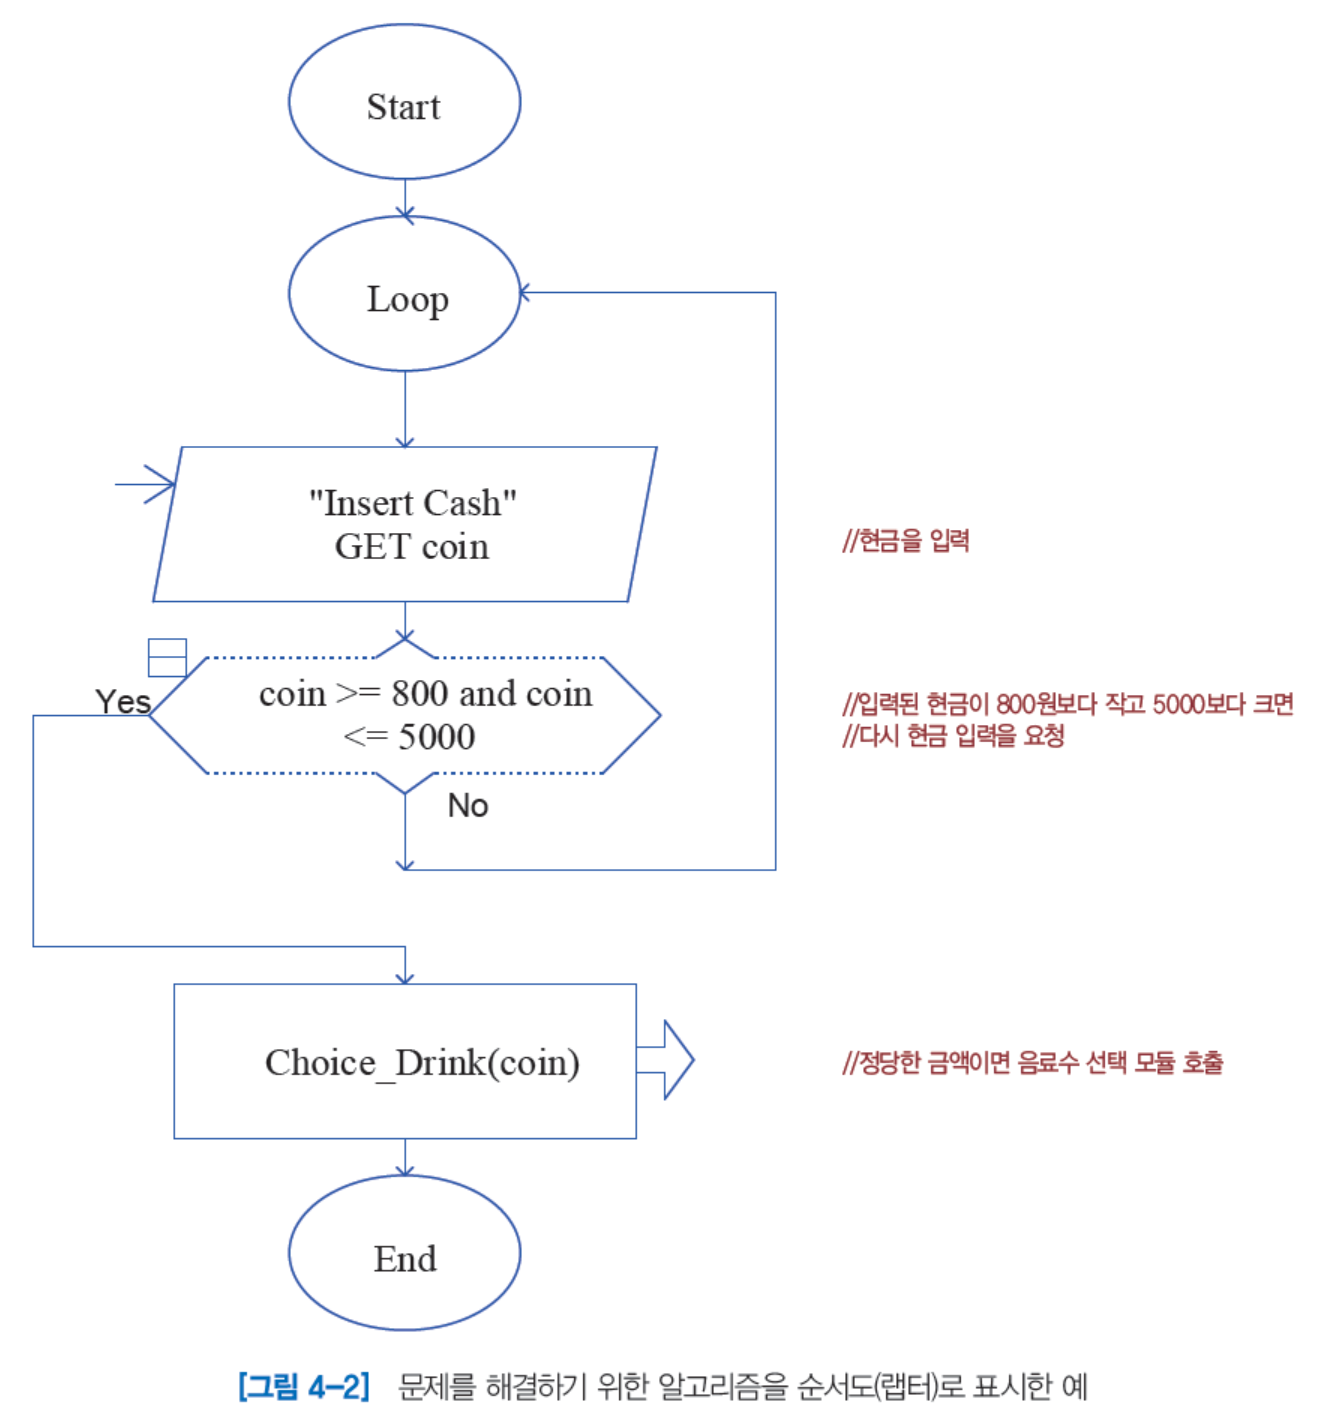 Start
Loop
"Insert Cash"
GET coin
//현금을 입력
Yes
coin >= 800 and coin
<= 5000
//입력된 현금이 800원보다 작고 5000보다 크면
//다시 현금 입력을 요청
No
Choice_Drink(coin)
//정당한 금액이면 음료수 선택 모듈 호출
End
[그림 4-2] 문제를 해결하기 위한 알고리즘을 순서도(랩터)로 표시한 예